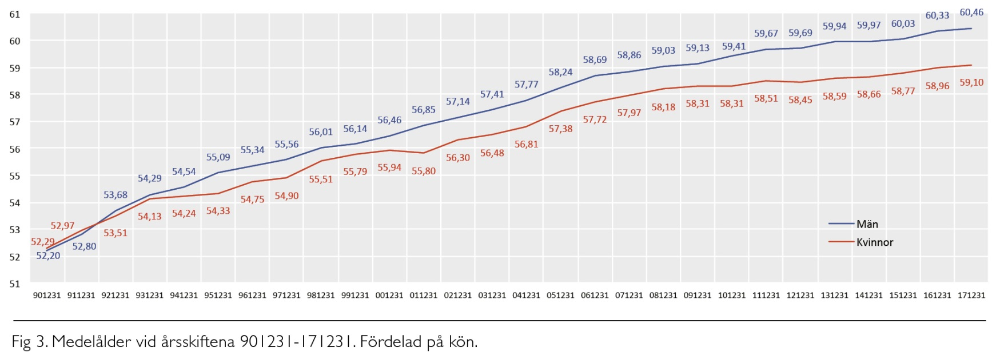 61
60
59
58
57
56
55
54
53
52
51
52,20 52,80 53,68 54,29 54,54 55,09 55,34 55,56 56,01 56,14 56,46 56,85 57,14 57,41 57,77 58,24 58,69 58,86 59,03 59,13 59,41 59,67 59,69 59,94 59,97 60,03 60,33 60,46
52,29 52,97 53,51 54,13 54,24 54,33 54,75 54,90 55,51 55,79 55,94 55,80 56,30 56,48 56,81 57,38 57,72 57,97 58,18 58,31 58,31 58,51 58,45 58,59 58,66 58,77 58,96 59,10
Män
Kvinnor
901231 911231 921231 931231 941231 951231 961231 971231 981231 991231 001231 011231 021231 031231 041231 051231 061231 071231 081231 091231 101231 111231 121231 131231 141231 151231 161231 171231
Fig 3. Medelålder vid årsskiftena 901231-171231. Fördelad på kön.